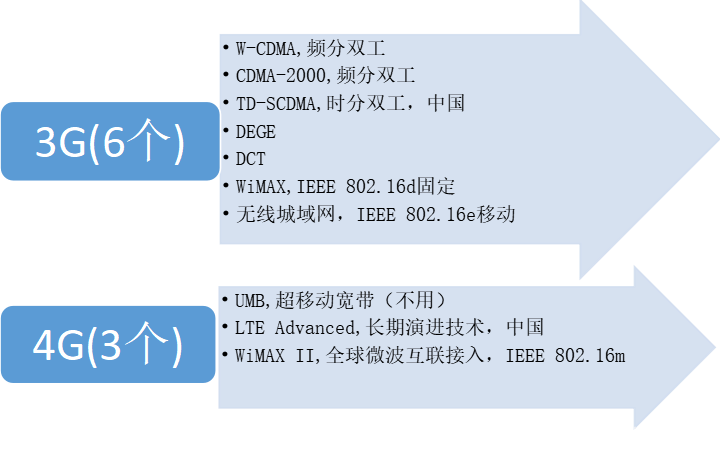 3G(6个)
• W-CDMA,频分双工
• CDMA-2000,频分双工
• TD-SCDMA,时分双工，中国
• DEGE
• DCT
• WiMAX,IEEE 802.16d固定
• 无线城域网，IEEE 802.16e移动
4G(3个)
• UMB,超移动宽带（不用）
• LTE Advanced,长期演进技术，中国
• WiMAX II,全球微波互联接入，IEEE 802.16m